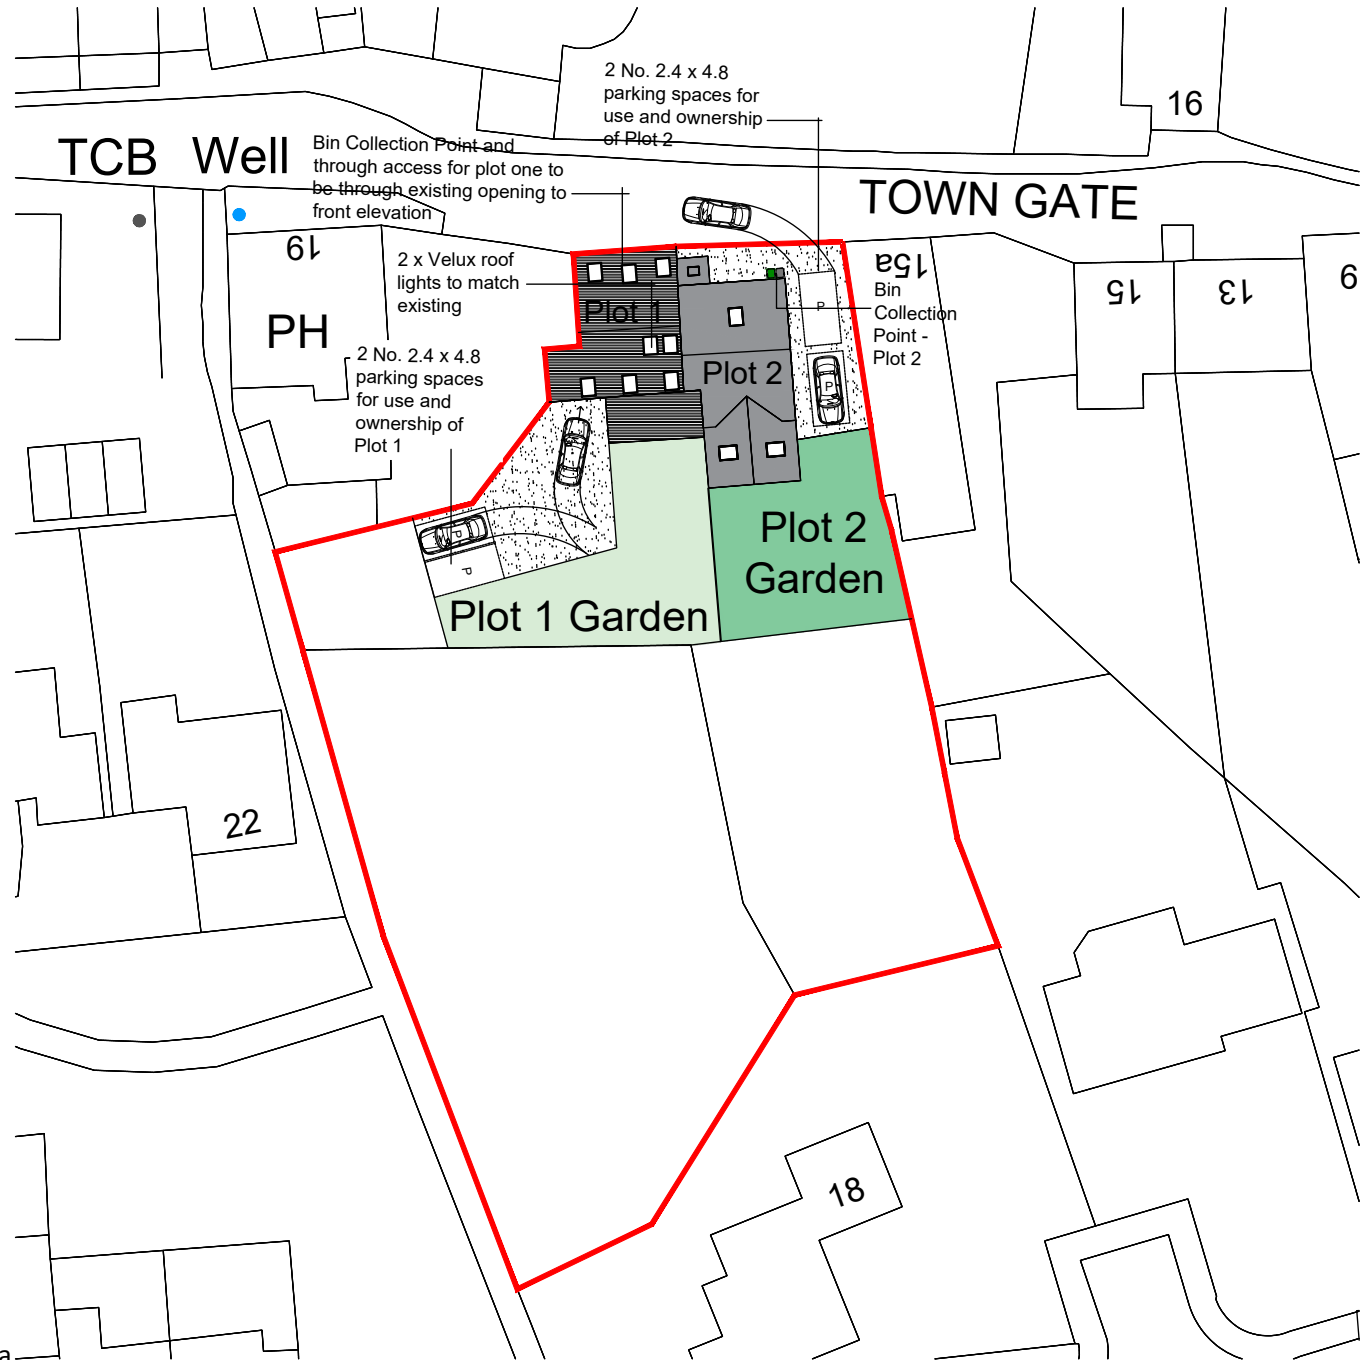 2 No. 2.4 x 4.8
parking spaces for
use and ownership
of Plot 2
16
TCB Well
Bin Collection Point and
through access for plot one to
be through existing opening to
front elevation
TOWN GATE
19
2 x Velux roof
lights to match
existing
15a
Bin
Collection
Point -
Plot 2
15
13
9
PH
Plot 1
P
2 No. 2.4 x 4.8
parking spaces
for use and
ownership of
Plot 1
Plot 2
P
P
P
Plot 2
Garden
Plot 1 Garden
22
18
a